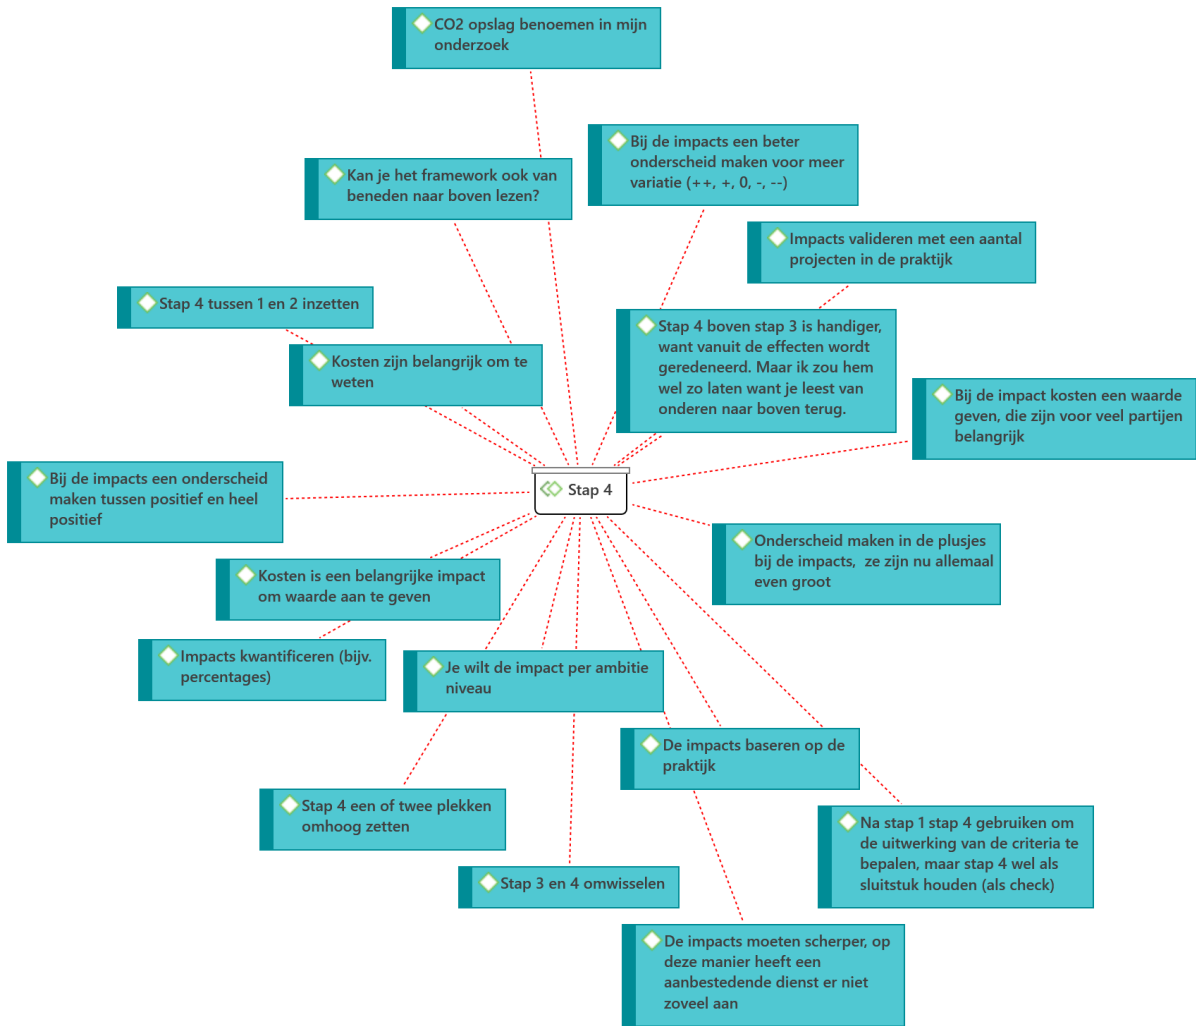 CO2 opslag benoemen in mijn
onderzoek
Bij de impacts een beter
onderscheid maken voor meer
variatie (++, +, 0, -, --)
Kan je het framework ook van
beneden naar boven lezen?
Impacts valideren met een aantal
projecten in de praktijk
Stap 4 tussen 1 en 2 inzetten
Stap 4 boven stap 3 is handiger,
want vanuit de effecten wordt
geredeneerd. Maar ik zou hem
wel zo laten want je leest van
onderen naar boven terug.
Kosten zijn belangrijk om te
weten
Bij de impact kosten een waarde
geven, die zijn voor veel partijen
belangrijk
Bij de impacts een onderscheid
maken tussen positief en heel
positief
Stap 4
Onderscheid maken in de plusjes
bij de impacts, ze zijn nu allemaal
even groot
Kosten is een belangrijke impact
om waarde aan te geven
Impacts kwantificeren (bijv.
percentages)
Je wilt de impact per ambitie
niveau
De impacts baseren op de
praktijk
Stap 4 een of twee plekken
omhoog zetten
Na stap 1 stap 4 gebruiken om
de uitwerking van de criteria te
bepalen, maar stap 4 wel als
sluitstuk houden (als check)
Stap 3 en 4 omwisselen
De impacts moeten scherper, op
deze manier heeft een
aanbestedende dienst er niet
zoveel aan